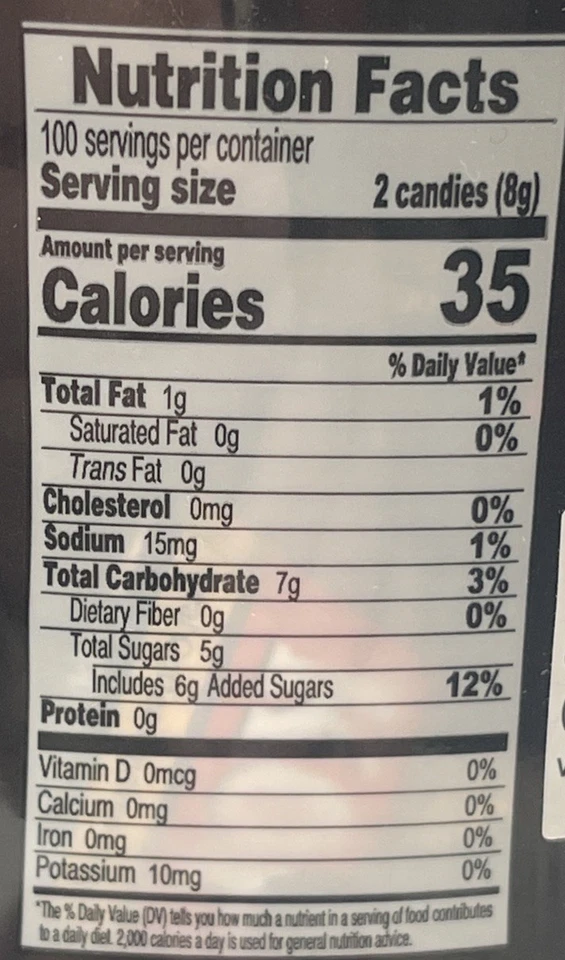 Nutrition Facts
100 servings per container
Serving size 2 candies (8g)
Amount per serving
Calories 35
% Daily Value*
Total Fat 1g 1%
Saturated Fat 0g 0%
Trans Fat 0g
Cholesterol 0mg 0%
Sodium 15mg 1%
Total Carbohydrate 7g 3%
Dietary Fiber 0g 0%
Total Sugars 5g
Includes 6g Added Sugars 12%
Protein 0g
Vitamin D 0mcg 0%
Calcium 0mg 0%
Iron 0mg 0%
Potassium 10mg 0%
*The % Daily Value (DV) tells you how much a nutrient in a serving of food contributes
to a daily diet. 2,000 calories a day is used for general nutrition advice.